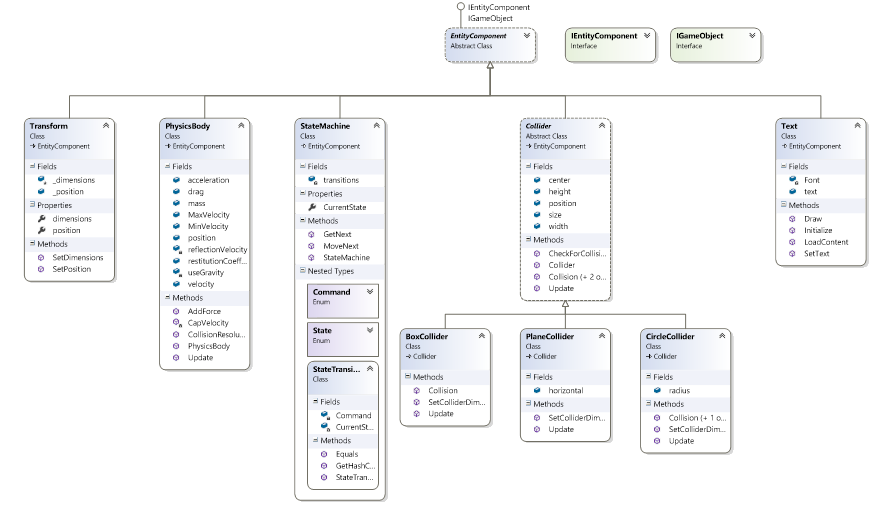 IEntityComponent
IGameObject
EntityComponent
Abstract Class
IEntityComponent
Interface
IGameObject
Interface
Transform
Class
EntityComponent
Fields
_dimensions
_position
Properties
dimensions
position
Methods
SetDimensions
SetPosition
PhysicsBody
Class
EntityComponent
Fields
acceleration
drag
mass
MaxVelocity
MinVelocity
position
reflectionVelocity
restitutionCoeff...
useGravity
velocity
Methods
AddForce
CapVelocity
CollisionResolu...
PhysicsBody
Update
StateMachine
Class
EntityComponent
Fields
transitions
Properties
CurrentState
Methods
GetNext
MoveNext
StateMachine
Nested Types
Command
Enum
State
Enum
StateTransi...
Class
Fields
Command
CurrentSt...
Methods
Equals
GetHashC...
StateTran...
Collider
Abstract Class
EntityComponent
Fields
center
height
position
size
width
Methods
CheckForCollisi...
Collider
Collision (+ 2 o...
Update
Text
Class
EntityComponent
Fields
Font
text
Methods
Draw
Initialize
LoadContent
SetText
BoxCollider
Class
Collider
Methods
Collision
SetColliderDim...
Update
PlaneCollider
Class
Collider
Fields
horizontal
Methods
SetColliderDim...
Update
CircleCollider
Class
Collider
Fields
radius
Methods
Collision (+ 1 o...
SetColliderDim...
Update